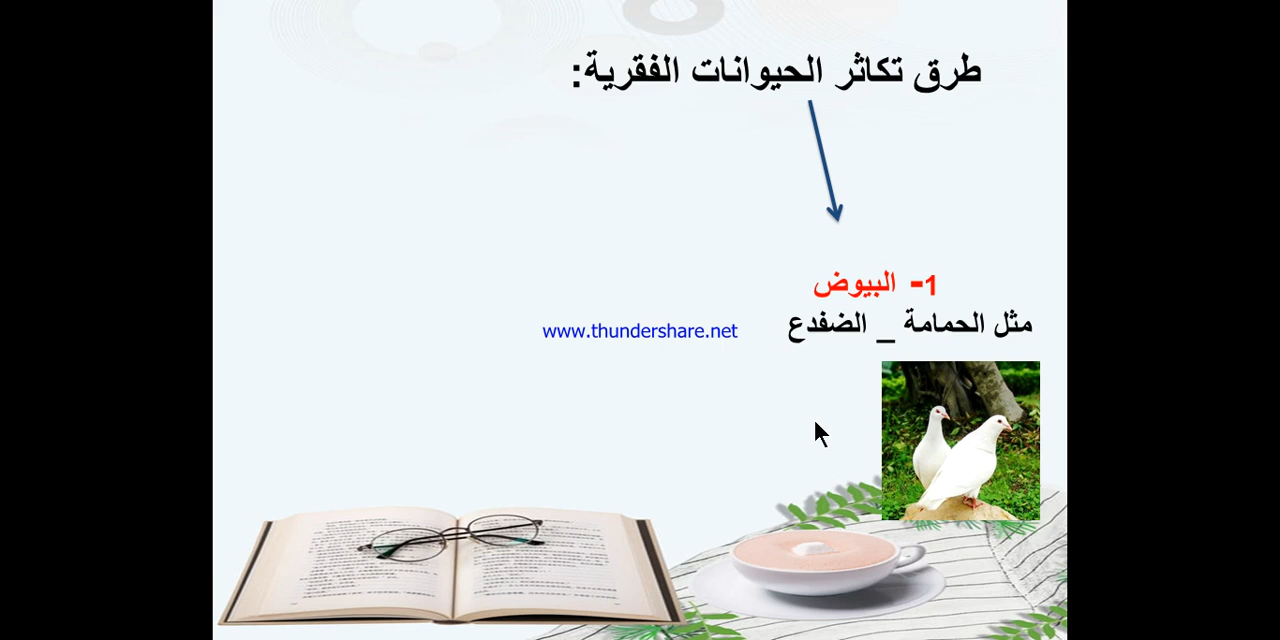 طرق تكاثر الحيوانات الفقرية:
1- البيوض
مثل الحمامة _ الضفدع
www.thundershare.net